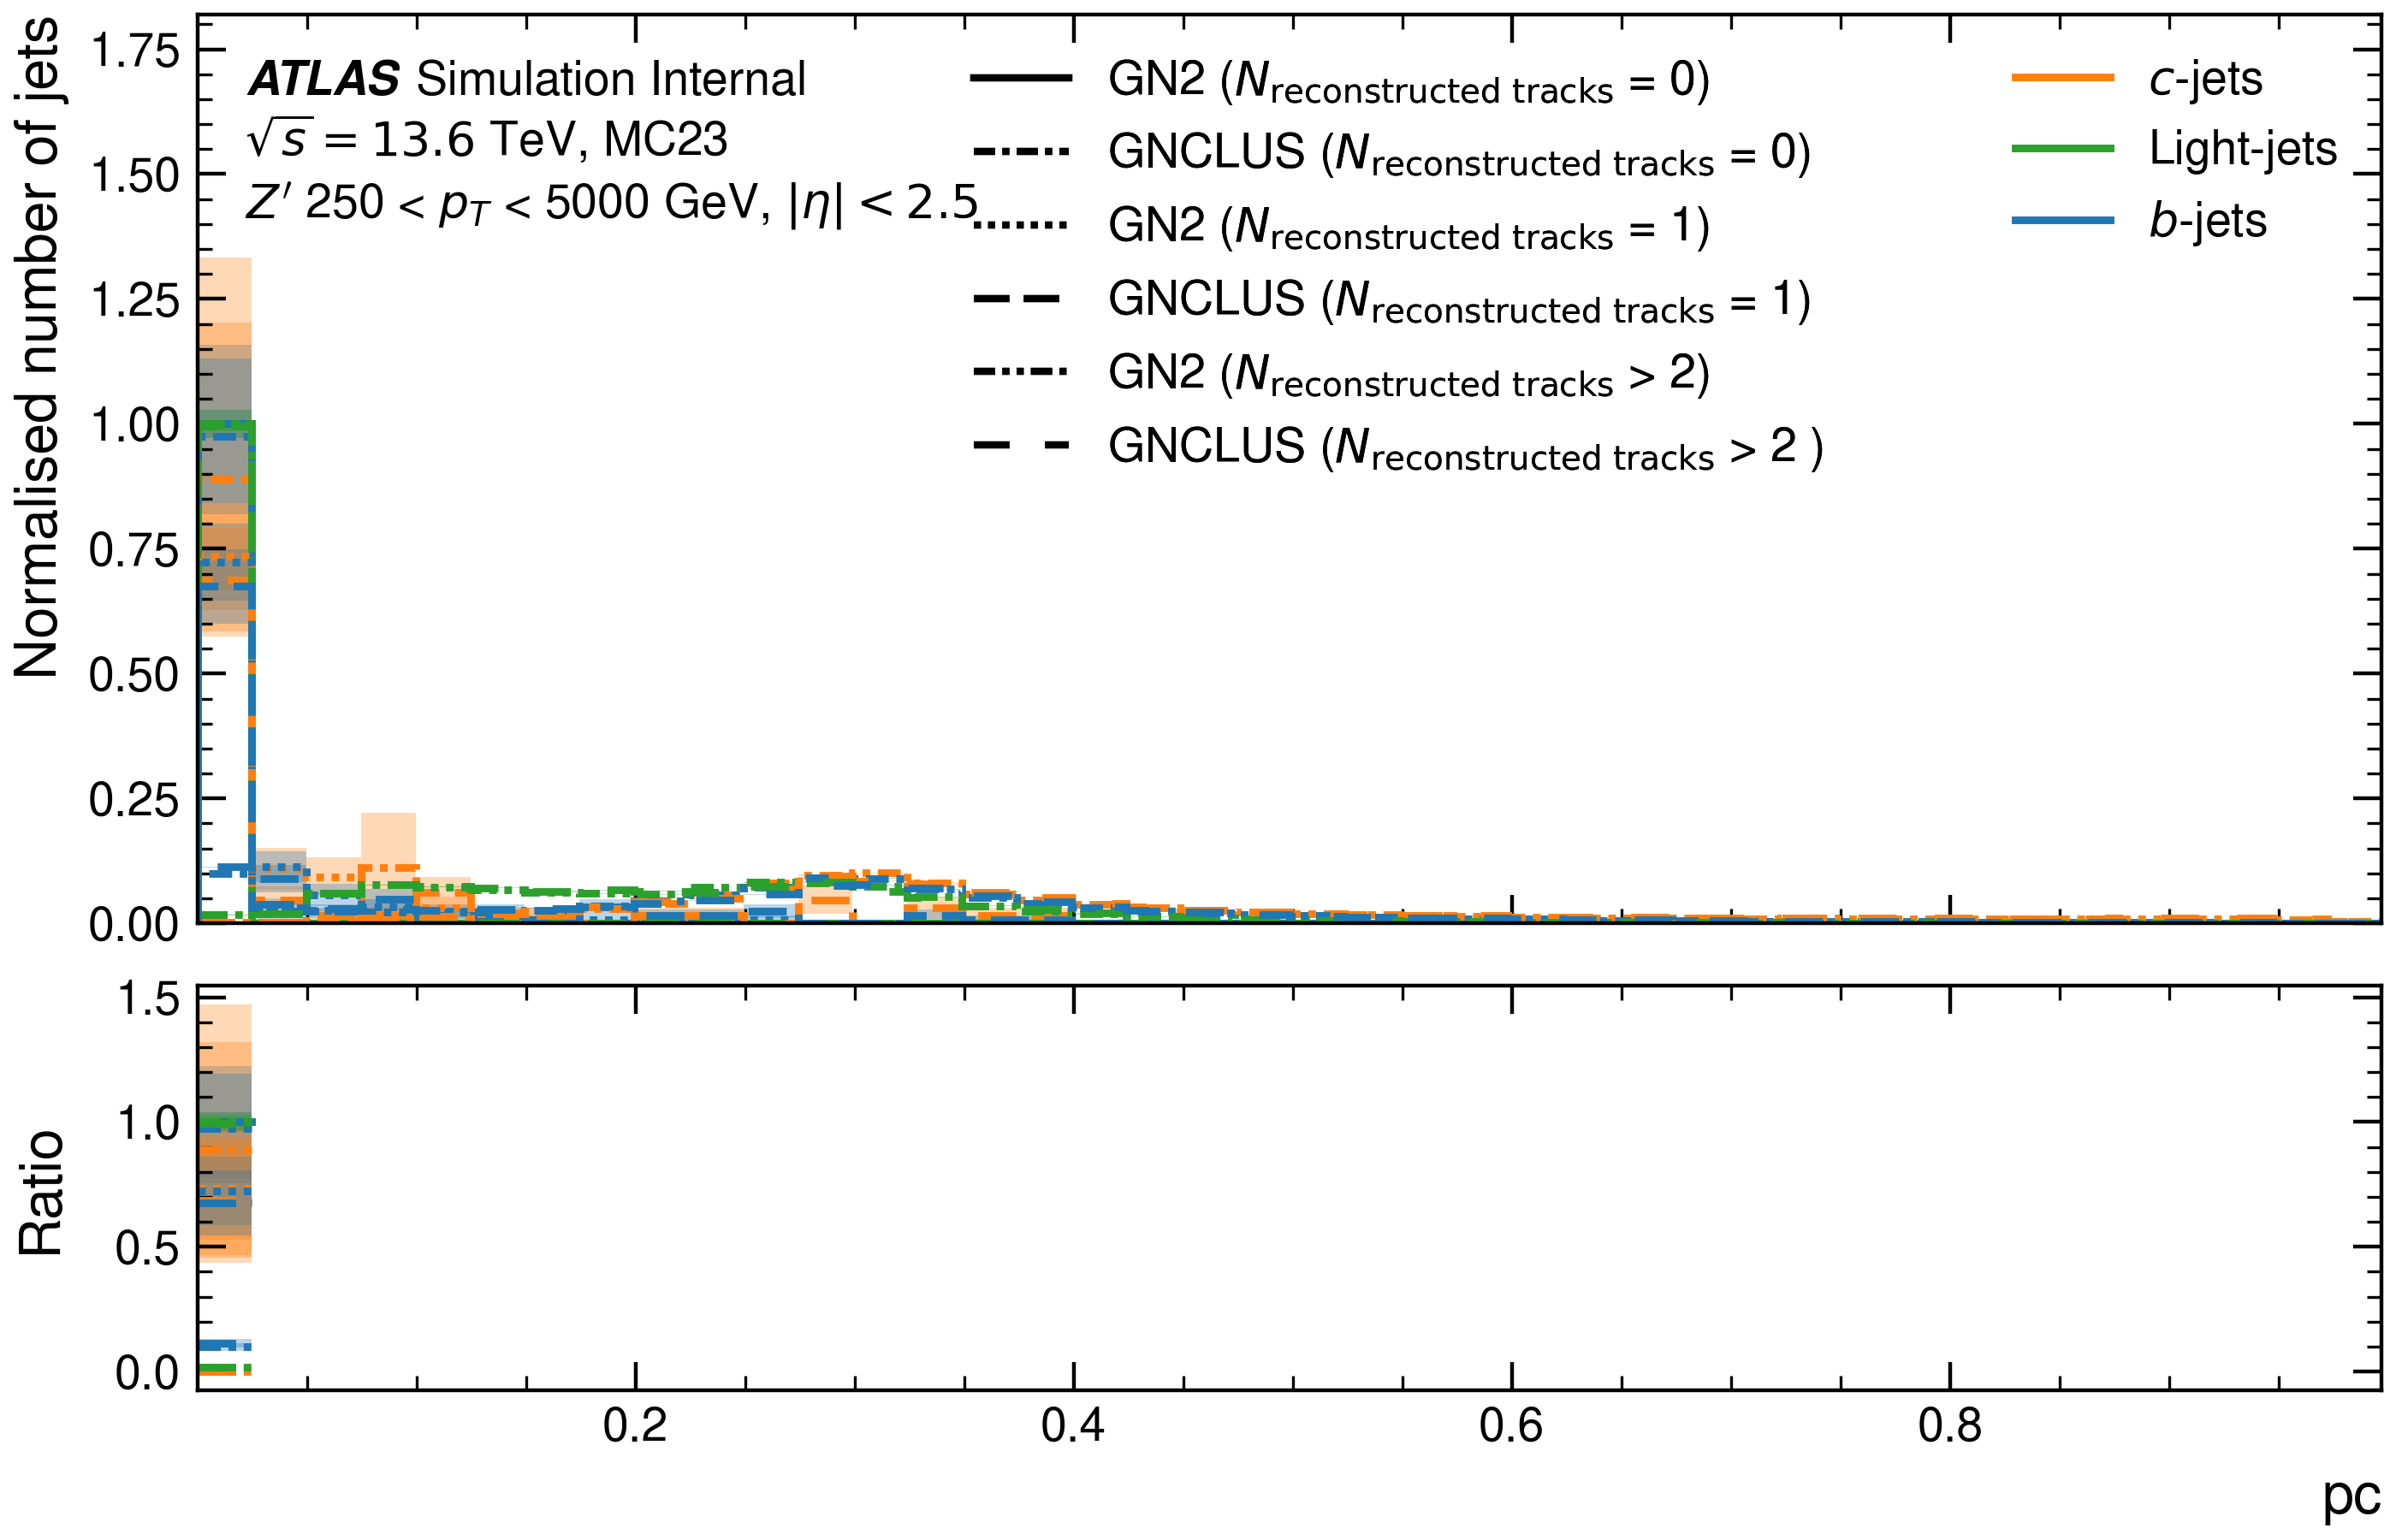 Normalised number of jets
1.75
1.50
1.25
1.00
0.75
0.50
0.25
0.00
ATLAS Simulation Internal
√s = 13.6 TeV, MC23
Z′ 250 < pT < 5000 GeV, |η| < 2.5
GN2 (Nreconstructed tracks = 0)
GNCLUS (Nreconstructed tracks = 0)
GN2 (Nreconstructed tracks = 1)
GNCLUS (Nreconstructed tracks = 1)
GN2 (Nreconstructed tracks > 2)
GNCLUS (Nreconstructed tracks > 2 )
c-jets
Light-jets
b-jets
Ratio
1.5
1.0
0.5
0.0
0.2 0.4 0.6 0.8
pc